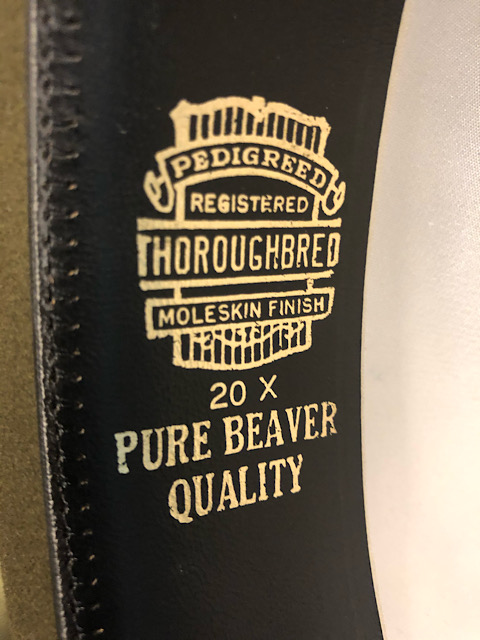 PEDIGREED
REGISTERED
THOROUGHBRED
MOLESKIN FINISH
20 X
PURE BEAVER
QUALITY